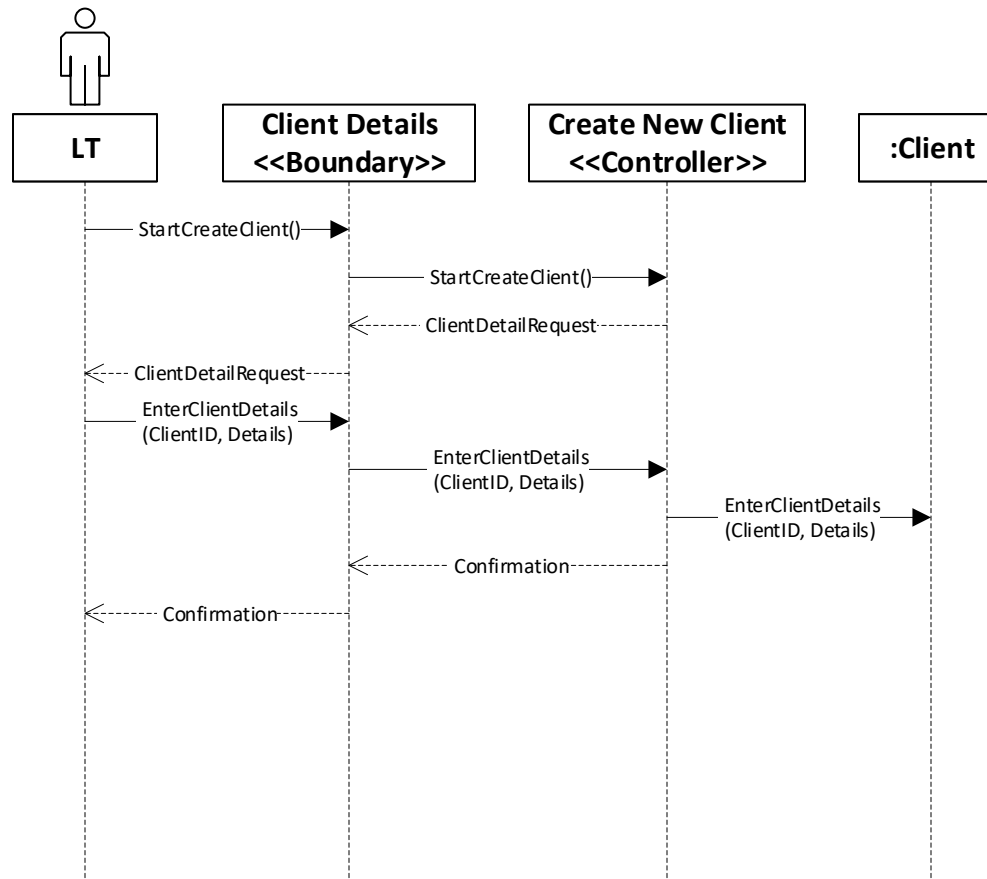 LT
Client Details
<<Boundary>>
Create New Client
<<Controller>>
:Client
StartCreateClient()
StartCreateClient()
ClientDetailRequest
ClientDetailRequest
EnterClientDetails
(ClientID, Details)
EnterClientDetails
(ClientID, Details)
EnterClientDetails
(ClientID, Details)
Confirmation
Confirmation